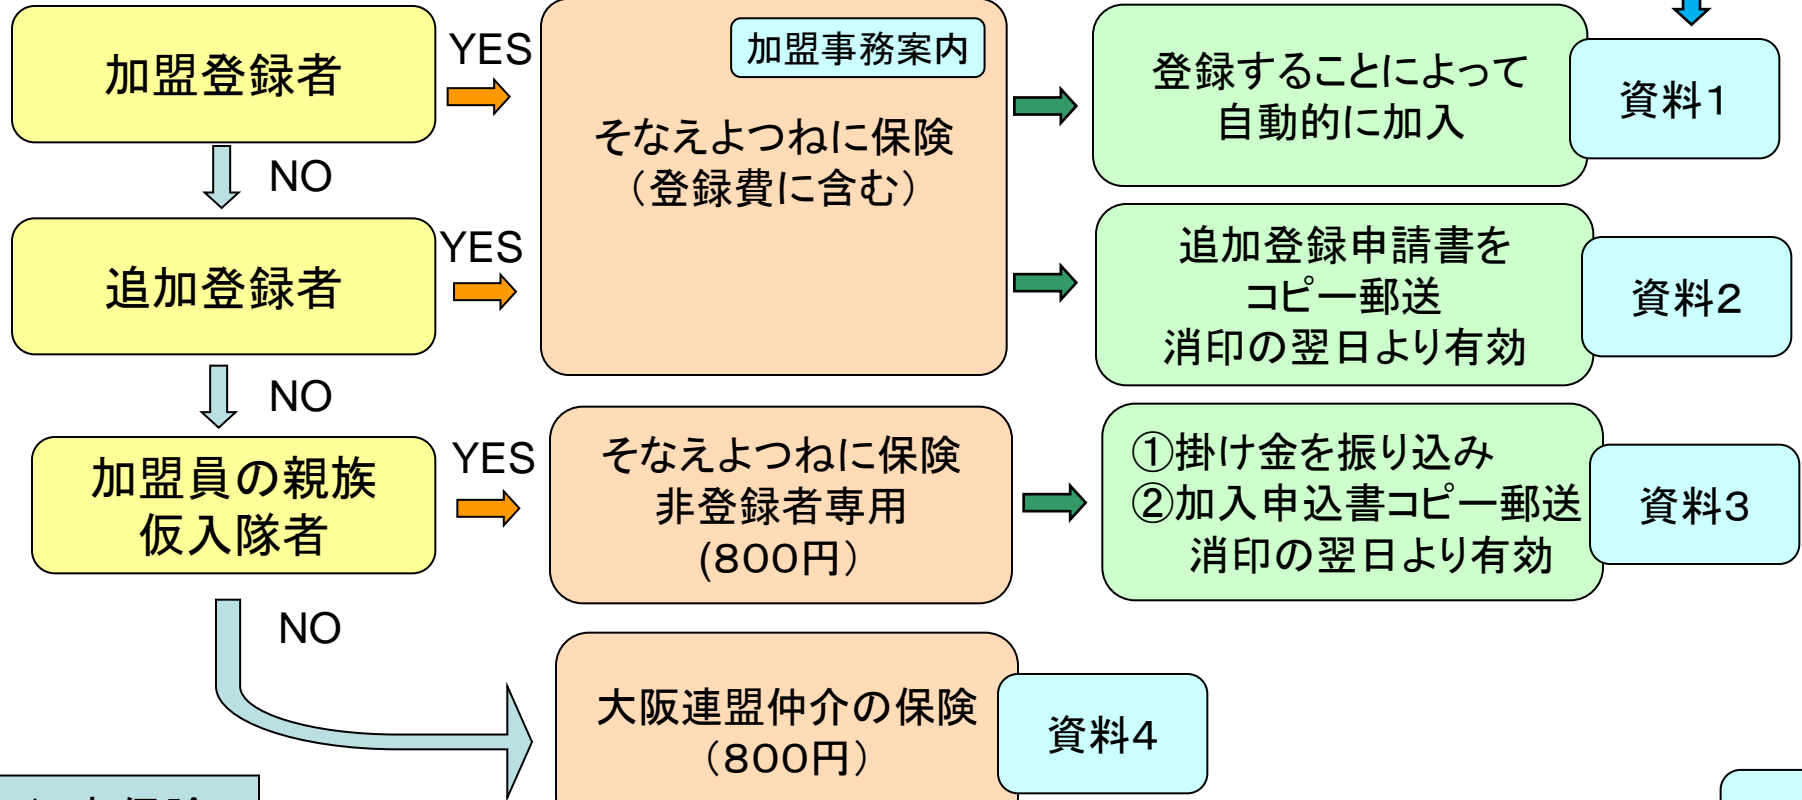 加盟登録者
YES
加盟事務案内
そなえよつねに保険
（登録費に含む）
登録することによって
自動的に加入
資料1
NO
追加登録者
YES
追加登録申請書を
コピー郵送
消印の翌日より有効
資料2
NO
加盟員の親族
仮入隊者
YES
そなえよつねに保険
非登録者専用
(800円）
①掛け金を振り込み
②加入申込書コピー郵送
消印の翌日より有効
資料3
NO
大阪連盟仲介の保険
（800円）
資料4